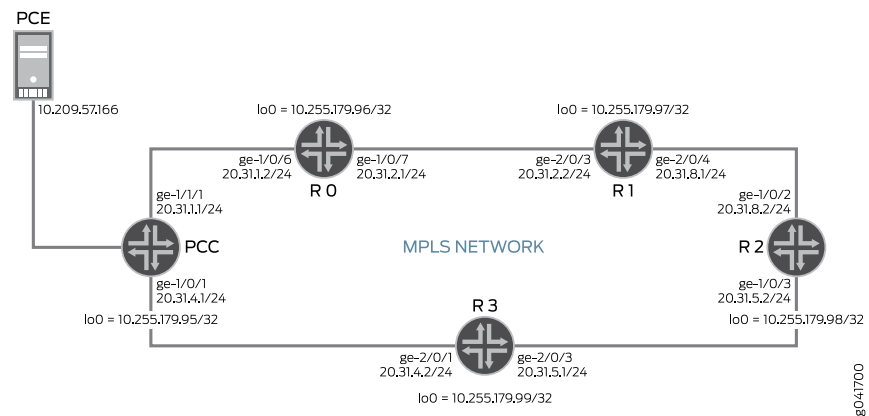 PCE
10.209.57.166
lo0 = 10.255.179.96/32
lo0 = 10.255.179.97/32
ge-1/0/6
20.31.1.2/24
ge-1/0/7
20.31.2.1/24
R 0
ge-2/0/3
20.31.2.2/24
ge-2/0/4
20.31.8.1/24
R 1
ge-1/1/1
20.31.1.1/24
ge-1/0/2
20.31.8.2/24
PCC
MPLS NETWORK
R 2
ge-1/0/1
20.31.4.1/24
ge-1/0/3
20.31.5.2/24
lo0 = 10.255.179.95/32
R 3
lo0 = 10.255.179.98/32
ge-2/0/1
20.31.4.2/24
ge-2/0/3
20.31.5.1/24
lo0 = 10.255.179.99/32
g041700